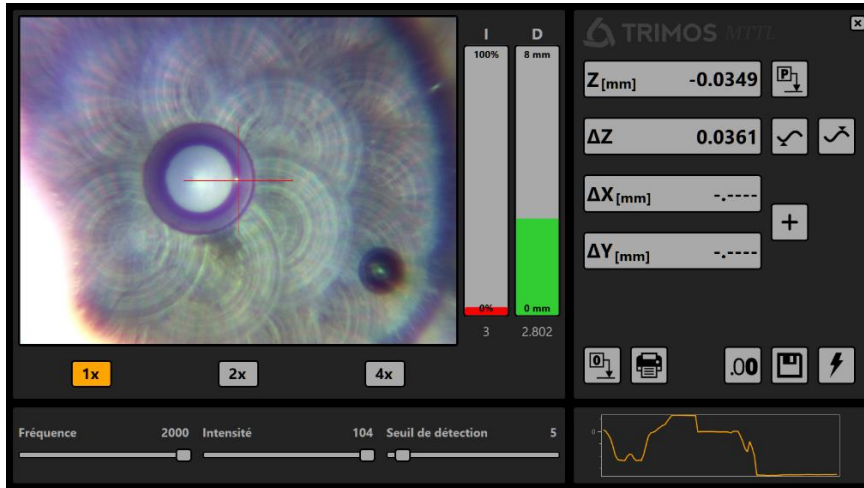 I D
100% 8 mm
0% 0 mm
3 2.802
1x 2x 4x
TRIMOS MTTL
Z[mm] -0.0349
P
ΔZ 0.0361
ΔX[mm] -.----
+
ΔY[mm] -.----
0 .00
Fréquence 2000 Intensité 104 Seuil de détection 5
0